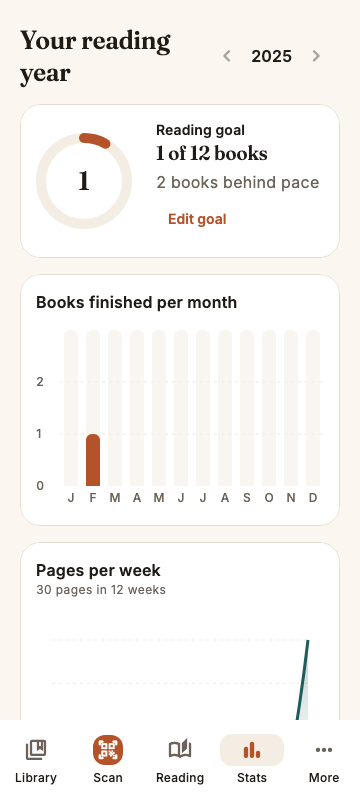 Your reading
year
2025
Reading goal
1 of 12 books
2 books behind pace
1
Edit goal
Books finished per month
2
1
0
J F M A M J J A S O N D
Pages per week
30 pages in 12 weeks
Library Scan Reading Stats More